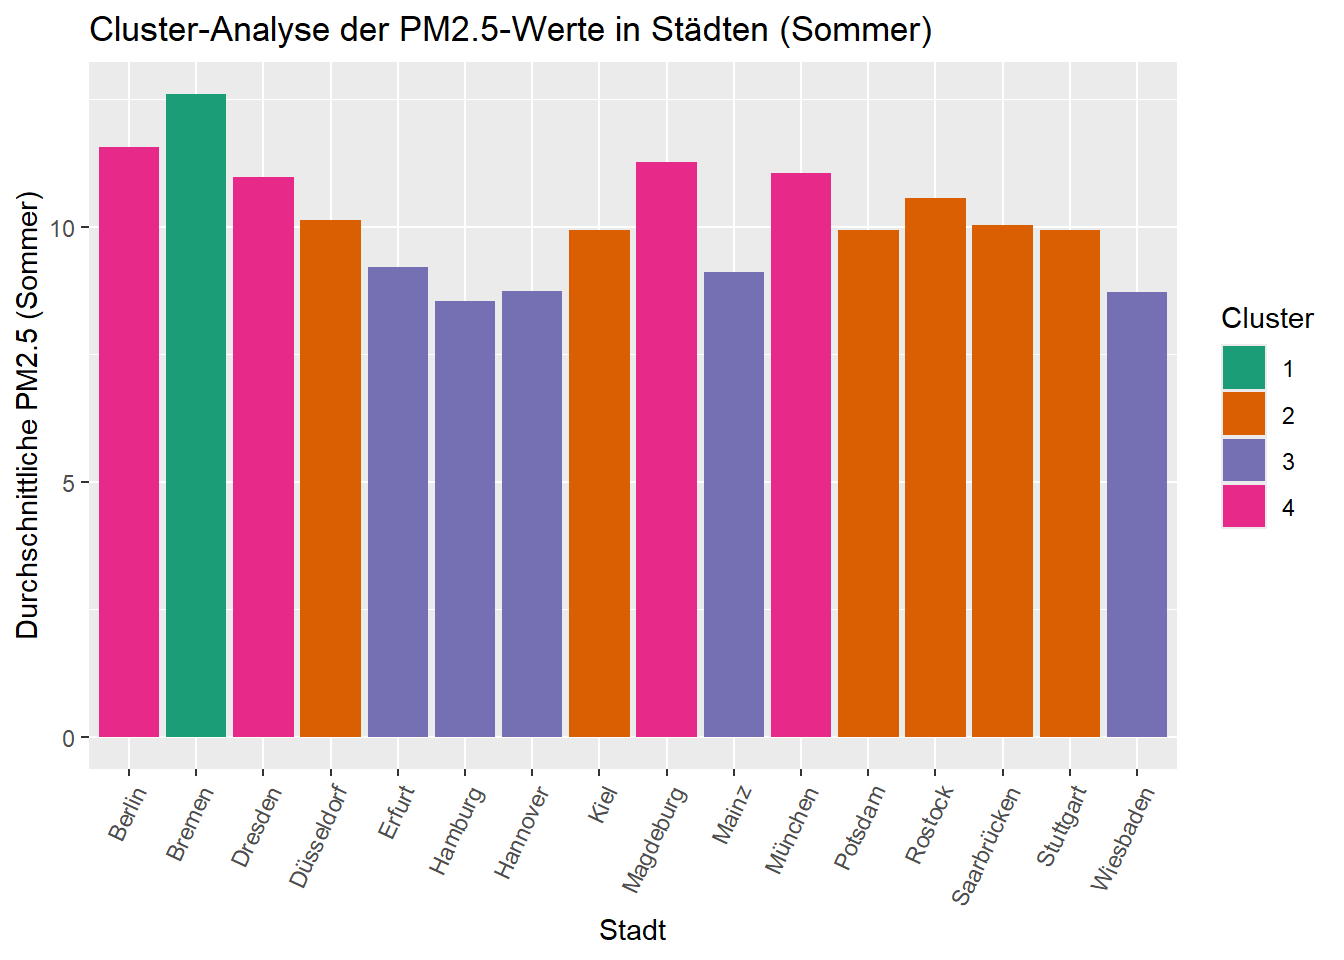 Cluster-Analyse der PM2.5-Werte in Städten (Sommer)
Durchschnittliche PM2.5 (Sommer)
10
5
0
Berlin
Bremen
Dresden
Düsseldorf
Erfurt
Hamburg
Hannover
Kiel
Magdeburg
Mainz
München
Potsdam
Rostock
Saarbrücken
Stuttgart
Wiesbaden
Stadt
Cluster
1
2
3
4